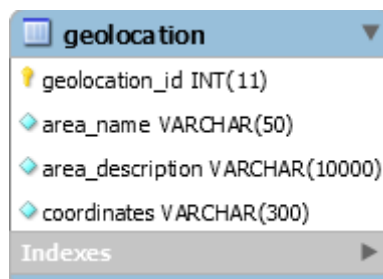 geolocation
geolocation_id INT(11)
area_name VARCHAR(50)
area_description VARCHAR(10000)
coordinates VARCHAR(300)
Indexes